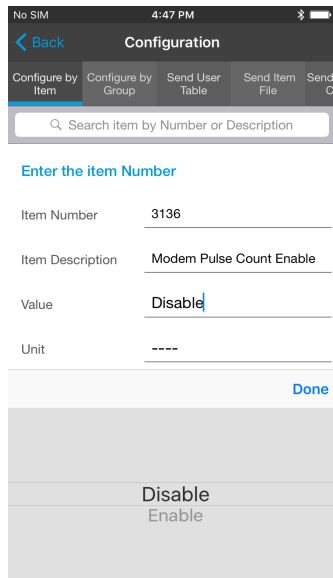 No SIM 4:47 PM
Back Configuration
Configure by Item Configure by Group Send User Table Send Item File Send C
Search item by Number or Description
Enter the item Number
Item Number 3136
Item Description Modem Pulse Count Enable
Value Disable
Unit ----
Done
Disable
Enable